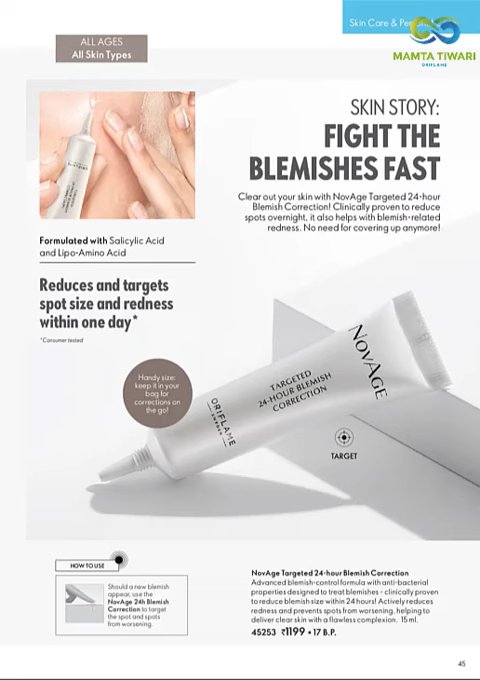 Skin Care &
MAMTA TIWARI
ORIFLAME
ALL AGES
All Skin Types
SKIN STORY:
FIGHT THE
BLEMISHES FAST
Clear out your skin with NovAge Targeted 24-hour
Blemish Correction! Clinically proven to reduce
spots overnight, it also helps with blemish-related
redness. No need for covering up anymore!
Formulated with Salicylic Acid
and Lipo-Amino Acid
Reduces and targets
spot size and redness
within one day*
*Consumer tested
Handy size:
keep it in your
bag for
corrections on
the go!
NOVAGE
TARGETED
24-HOUR BLEMISH
CORRECTION
ORIFLAME
SWEDEN
TARGET
HOW TO USE
Should a new blemish
appear, use the
NovAge 24h Blemish
Correction to target
the spot and spots
from worsening.
NovAge Targeted 24-hour Blemish Correction
Advanced blemish-control formula with anti-bacterial
properties designed to treat blemishes - clinically proven
to reduce blemish size within 24 hours! Actively reduces
redness and prevents spots from worsening, helping to
deliver clear skin with a flawless complexion. 15 ml.
45253 ₹1199 • 17 B.P.
45